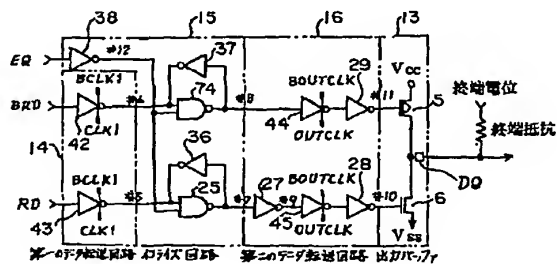 38
15
16
13
EQ
#12
37
BCLK1
BRD
#6
CLK1
42
74
#8
BOUTCLK
29
#11
44
OUTCLK
Vcc
5
終端電位
終端抵抗
DQ
36
14
BCLK1
RD
#5
CLK1
43
25
#7
27
#9
BOUTCLK
28
#10
45
OUTCLK
6
Vss
第一のデータ転送回路
イコライズ回路
第二のデータ転送回路
出力バッファ